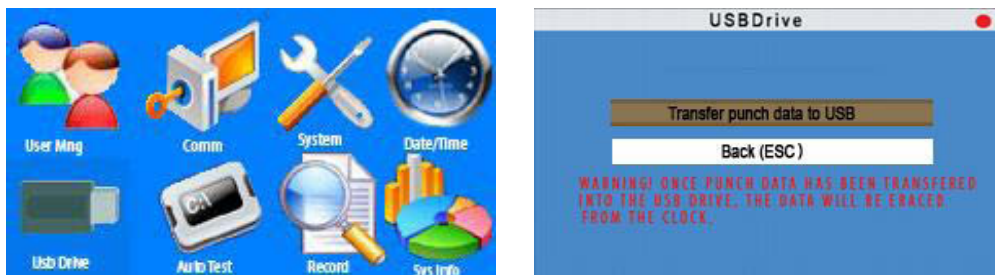 User Mng
Comm
System
Date/Time
Usb Drive
C:\
Auto Test
Record
Sys Info
USBDrive
Transfer punch data to USB
Back (ESC)
WARNING! ONCE PUNCH DATA HAS BEEN TRANSFERED
INTO THE USB DRIVE, THE DATA WILL BE ERACED
FROM THE CLOCK.